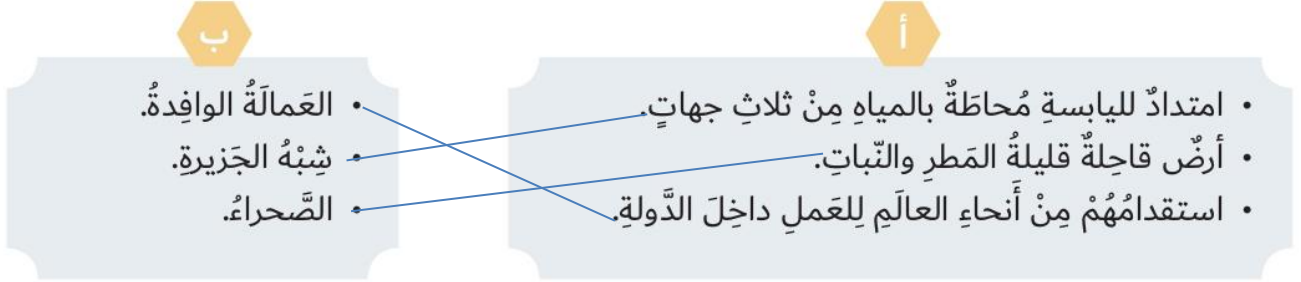 أ
امتدادٌ لليابسةِ مُحاطَةٌ بالمياهِ مِنْ ثلاثِ جهاتٍ.
أرضٌ قاحِلةٌ قليلةُ المَطرِ والنّباتِ.
استقدامُهُمْ مِنْ أَنحاءِ العالَمِ لِلعَملِ داخِلَ الدَّولةِ.
ب
العَمالَةُ الوافِدةُ.
شِبْهُ الجَزيرةِ.
الصَّحراءُ.